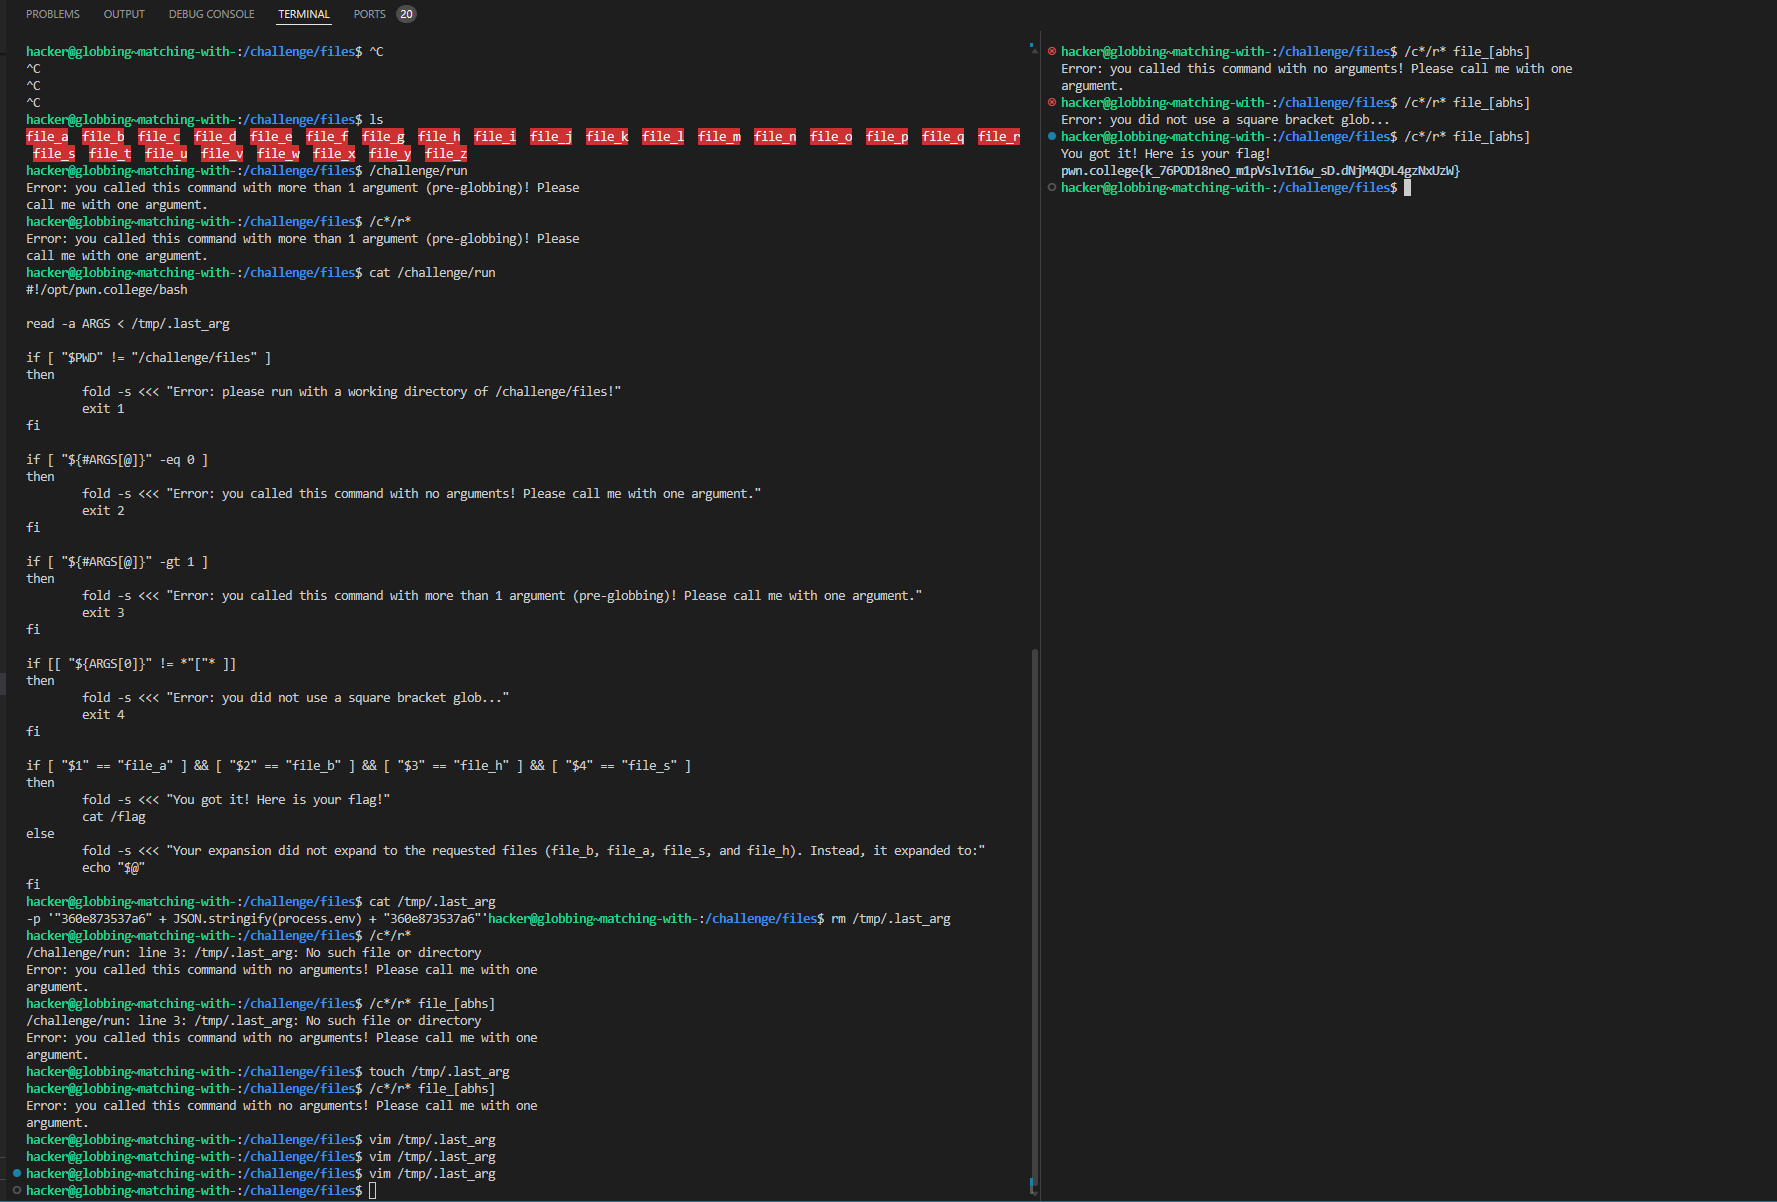 PROBLEMS OUTPUT DEBUG CONSOLE TERMINAL PORTS 20
hacker@globbing~matching-with-:/challenge/files$ ^C
^C
^C
^C
hacker@globbing~matching-with-:/challenge/files$ ls
file_a file_b file_c file_d file_e file_f file_g file_h file_i file_j file_k file_l file_m file_n file_o file_p file_q file_r
file_s file_t file_u file_v file_w file_x file_y file_z
hacker@globbing~matching-with-:/challenge/files$ /challenge/run
Error: you called this command with more than 1 argument (pre-globbing)! Please
call me with one argument.
hacker@globbing~matching-with-:/challenge/files$ /c*/r*
Error: you called this command with more than 1 argument (pre-globbing)! Please
call me with one argument.
hacker@globbing~matching-with-:/challenge/files$ cat /challenge/run
#!/opt/pwn.college/bash
read -a ARGS < /tmp/.last_arg
if [ "$PWD" != "/challenge/files" ]
then
fold -s <<< "Error: please run with a working directory of /challenge/files!"
exit 1
fi
if [ "${#ARGS[@]}" -eq 0 ]
then
fold -s <<< "Error: you called this command with no arguments! Please call me with one argument."
exit 2
fi
if [ "${#ARGS[@]}" -gt 1 ]
then
fold -s <<< "Error: you called this command with more than 1 argument (pre-globbing)! Please call me with one argument."
exit 3
fi
if [[ "${ARGS[0]}" != *"["* ]]
then
fold -s <<< "Error: you did not use a square bracket glob..."
exit 4
fi
if [ "$1" == "file_a" ] && [ "$2" == "file_b" ] && [ "$3" == "file_h" ] && [ "$4" == "file_s" ]
then
fold -s <<< "You got it! Here is your flag!"
cat /flag
else
fold -s <<< "Your expansion did not expand to the requested files (file_b, file_a, file_s, and file_h). Instead, it expanded to:"
echo "$@"
fi
hacker@globbing~matching-with-:/challenge/files$ cat /tmp/.last_arg
-p '"360e873537a6" + JSON.stringify(process.env) + "360e873537a6"'hacker@globbing~matching-with-:/challenge/files$ rm /tmp/.last_arg
hacker@globbing~matching-with-:/challenge/files$ /c*/r*
/challenge/run: line 3: /tmp/.last_arg: No such file or directory
Error: you called this command with no arguments! Please call me with one
argument.
hacker@globbing~matching-with-:/challenge/files$ /c*/r* file_[abhs]
/challenge/run: line 3: /tmp/.last_arg: No such file or directory
Error: you called this command with no arguments! Please call me with one
argument.
hacker@globbing~matching-with-:/challenge/files$ touch /tmp/.last_arg
hacker@globbing~matching-with-:/challenge/files$ /c*/r* file_[abhs]
Error: you called this command with no arguments! Please call me with one
argument.
hacker@globbing~matching-with-:/challenge/files$ vim /tmp/.last_arg
hacker@globbing~matching-with-:/challenge/files$ vim /tmp/.last_arg
hacker@globbing~matching-with-:/challenge/files$ vim /tmp/.last_arg
hacker@globbing~matching-with-:/challenge/files$
hacker@globbing~matching-with-:/challenge/files$ /c*/r* file_[abhs]
Error: you called this command with no arguments! Please call me with one
argument.
hacker@globbing~matching-with-:/challenge/files$ /c*/r* file_[abhs]
Error: you did not use a square bracket glob...
hacker@globbing~matching-with-:/challenge/files$ /c*/r* file_[abhs]
You got it! Here is your flag!
pwn.college{k_76POD18neO_m1pVslvI16w_sD.dNjM4QDL4gzNxUzW}
hacker@globbing~matching-with-:/challenge/files$